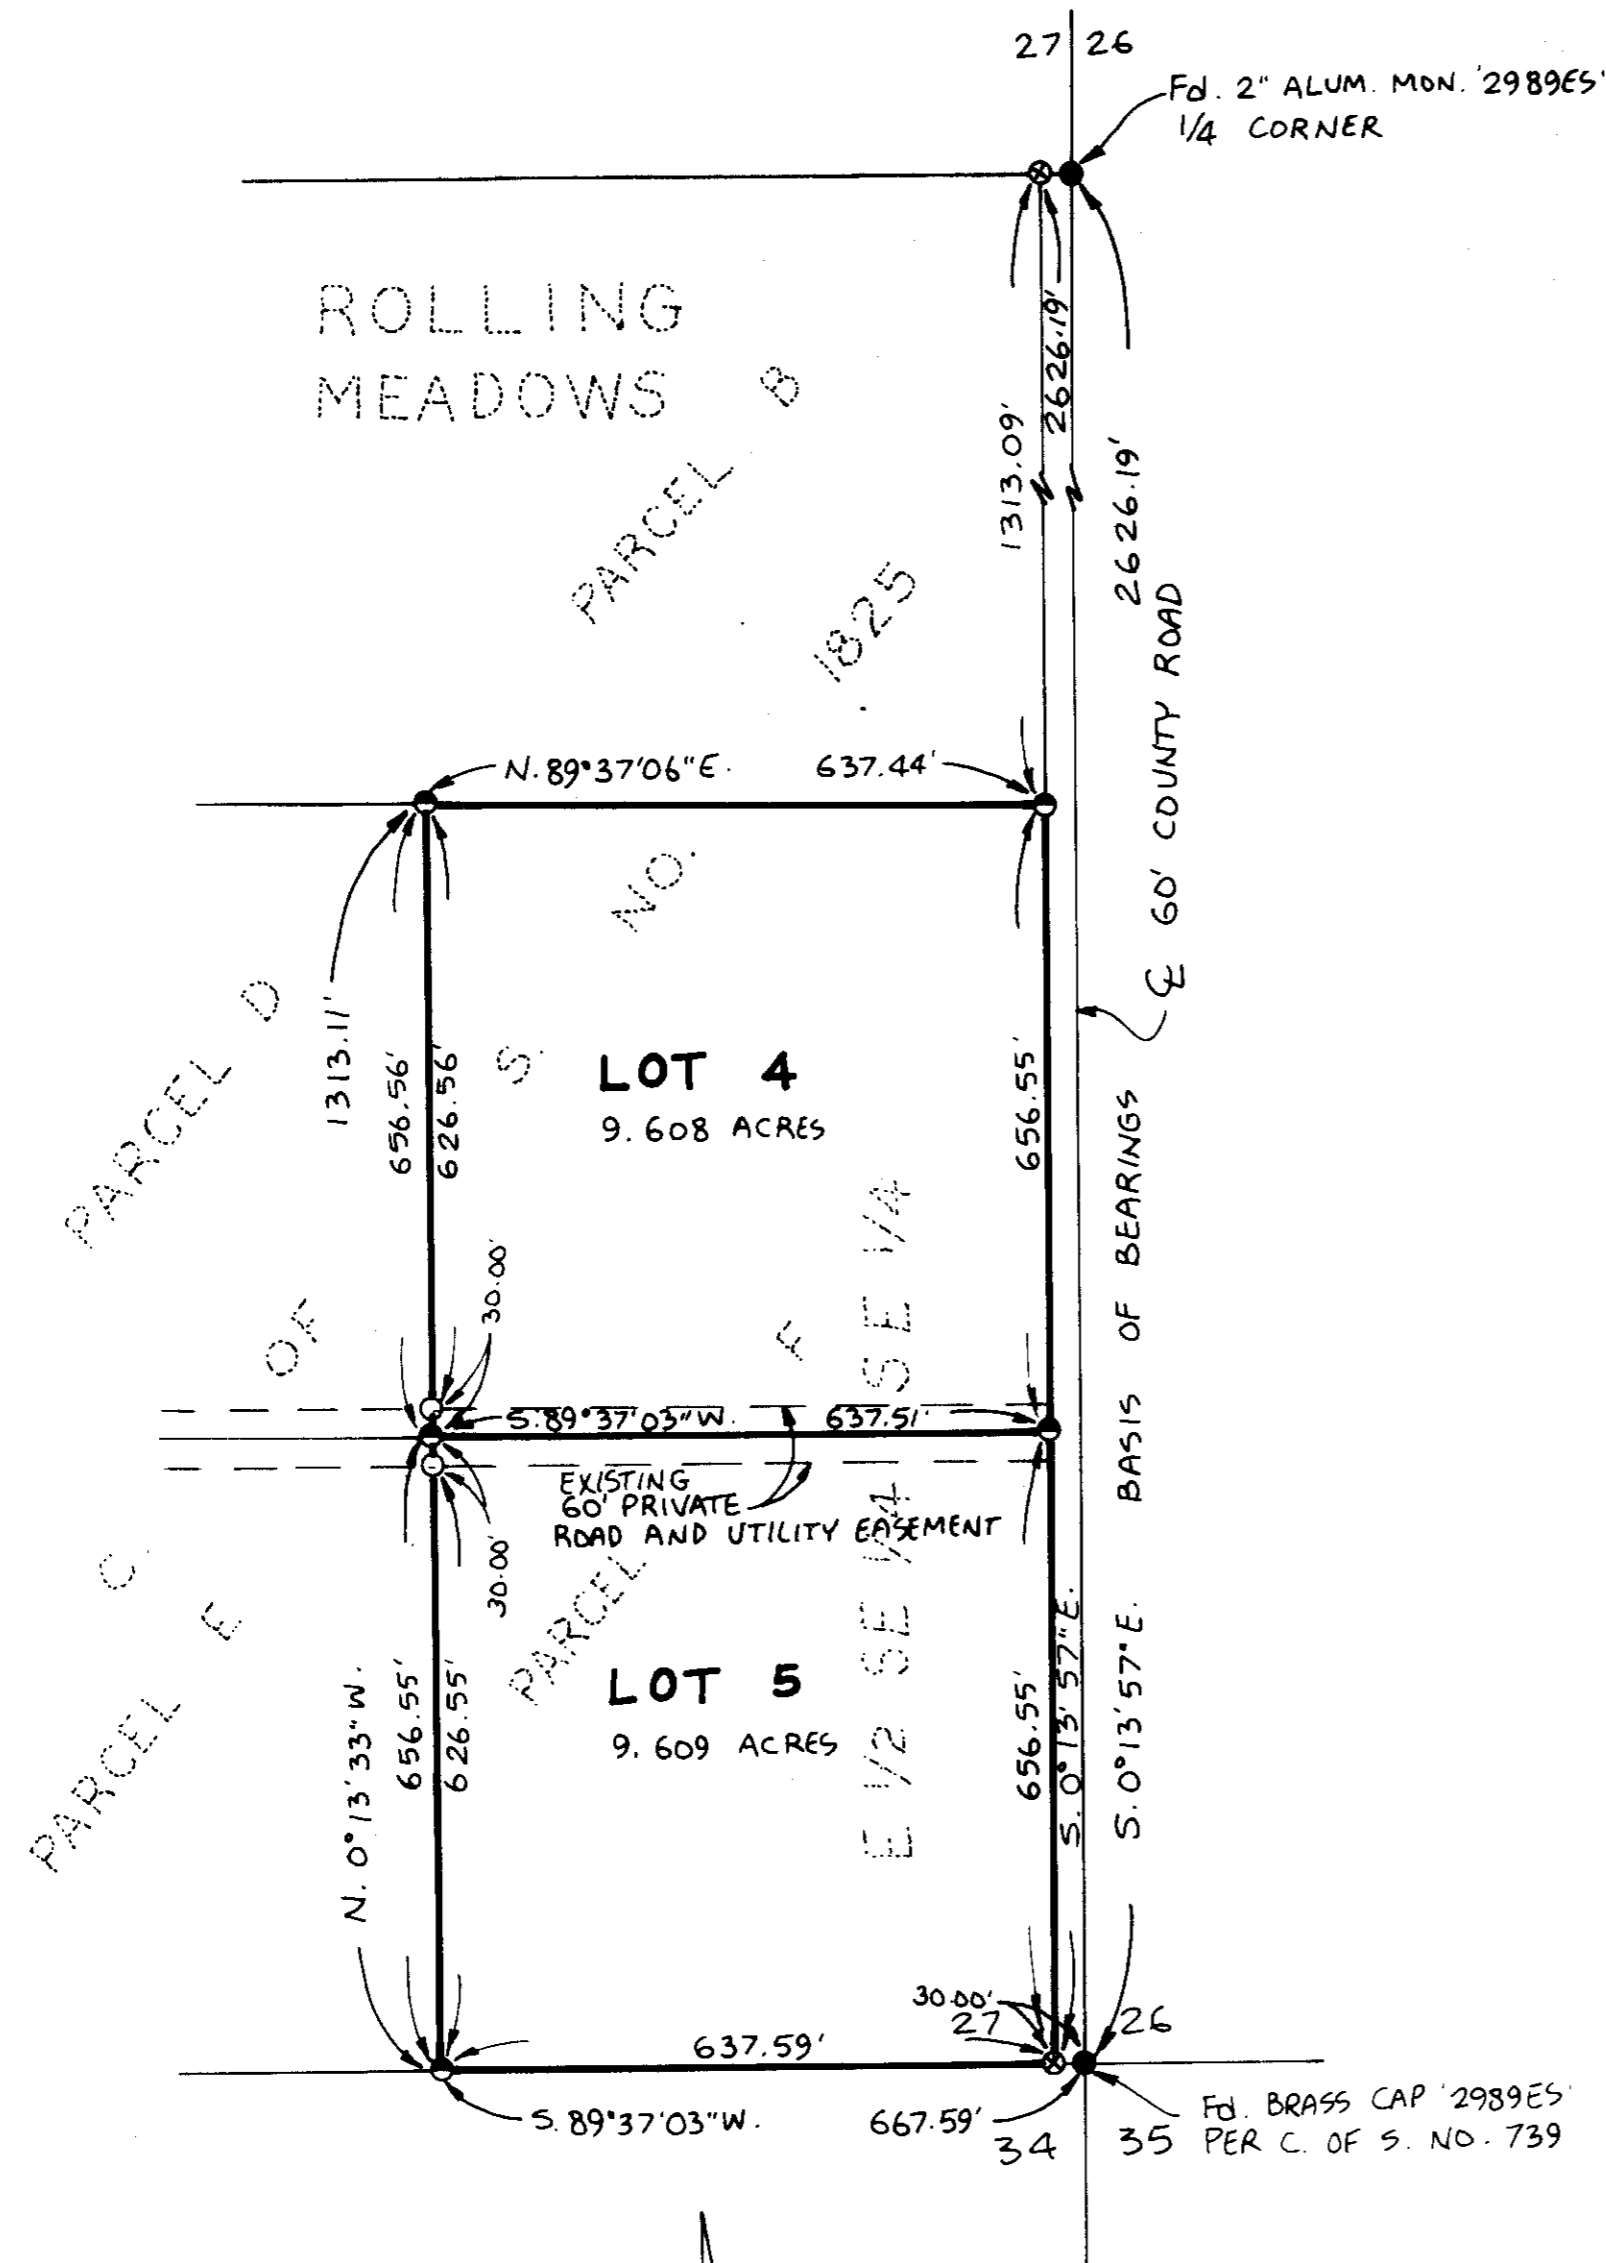 27 26
Fd. 2" ALUM. MON. '2989ES'
1/4 CORNER
ROLLING
MEADOWS
PARCEL B
1313.09'
2626.19'
2626.19'
℄ 60' COUNTY ROAD
N. 89°37'06" E. 637.44'
C. OF S. NO. 1825
PARCEL D
1313.11'
656.56'
626.56'
LOT 4
9.608 ACRES
656.55'
30.00'
S. 89°37'03" W. 637.51'
EXISTING
60' PRIVATE
ROAD AND UTILITY EASEMENT
30.00'
PARCEL F
E 1/2 SE 1/4 SE 1/4
PARCEL E
N. 0°13'33" W.
656.55'
626.55'
LOT 5
9.609 ACRES
656.55'
S. 0°13'57" E.
S. 0°13'57" E. BASIS OF BEARINGS
30.00'
27 26
637.59'
S. 89°37'03" W. 667.59'
34 35
Fd. BRASS CAP '2989ES'
PER C. OF S. NO. 739